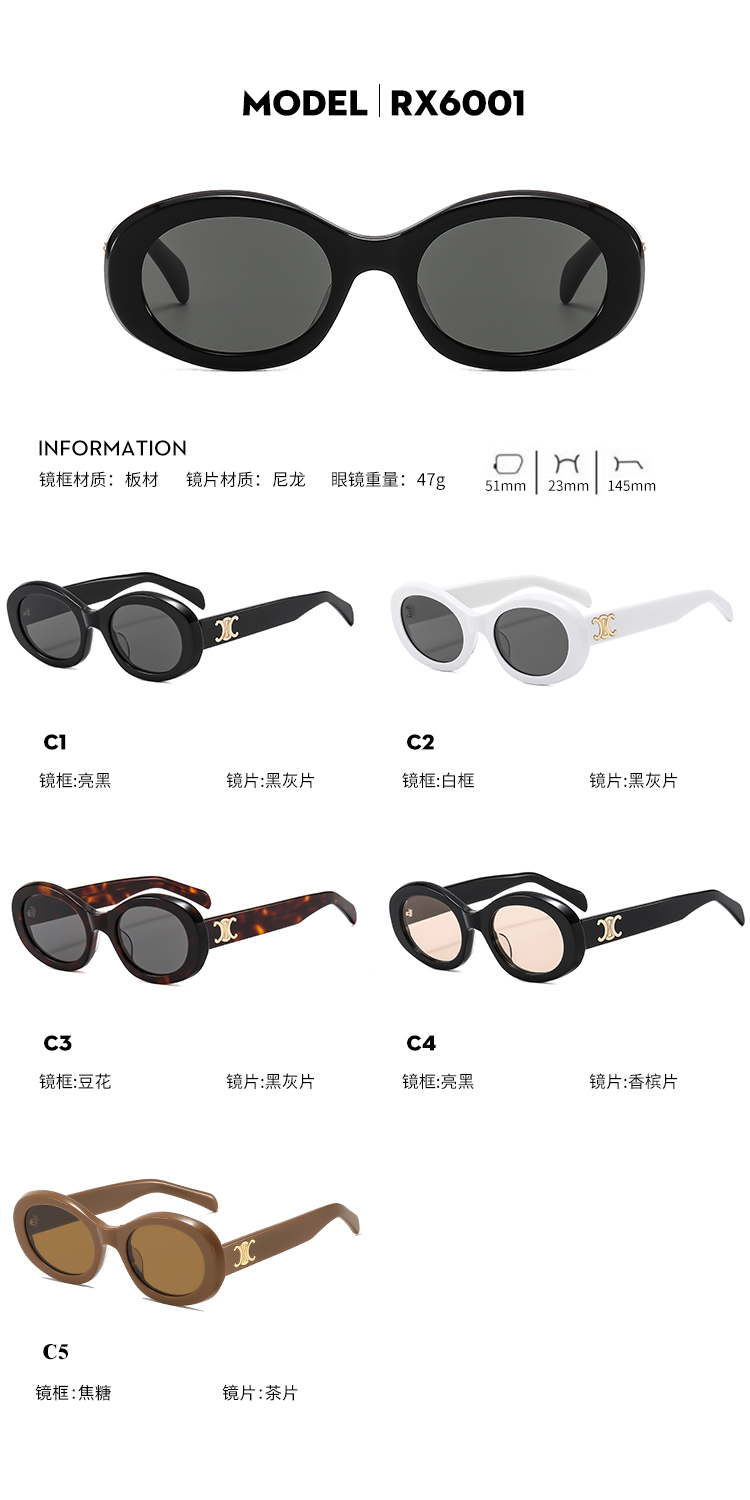 MODEL RX6001
INFORMATION
镜框材质：板材 镜片材质：尼龙 眼镜重量：47g
51mm 23mm 145mm
C1 C2
镜框:亮黑 镜片:黑灰片 镜框:白框 镜片:黑灰片
C3 C4
镜框:豆花 镜片:黑灰片 镜框:亮黑 镜片:香槟片
C5
镜框:焦糖 镜片:茶片